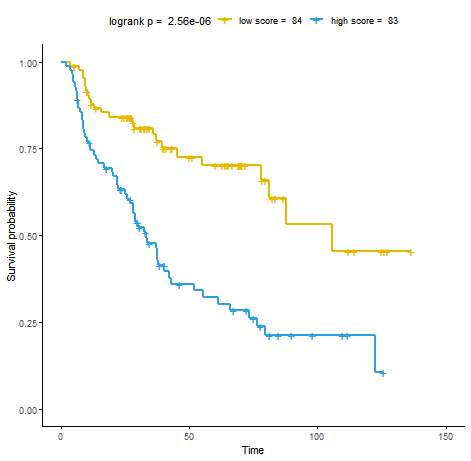 logrank p = 2.56e-06 low score = 84 high score = 83
1.00
0.75
0.50
0.25
0.00
Survival probability
0 50 100 150
Time